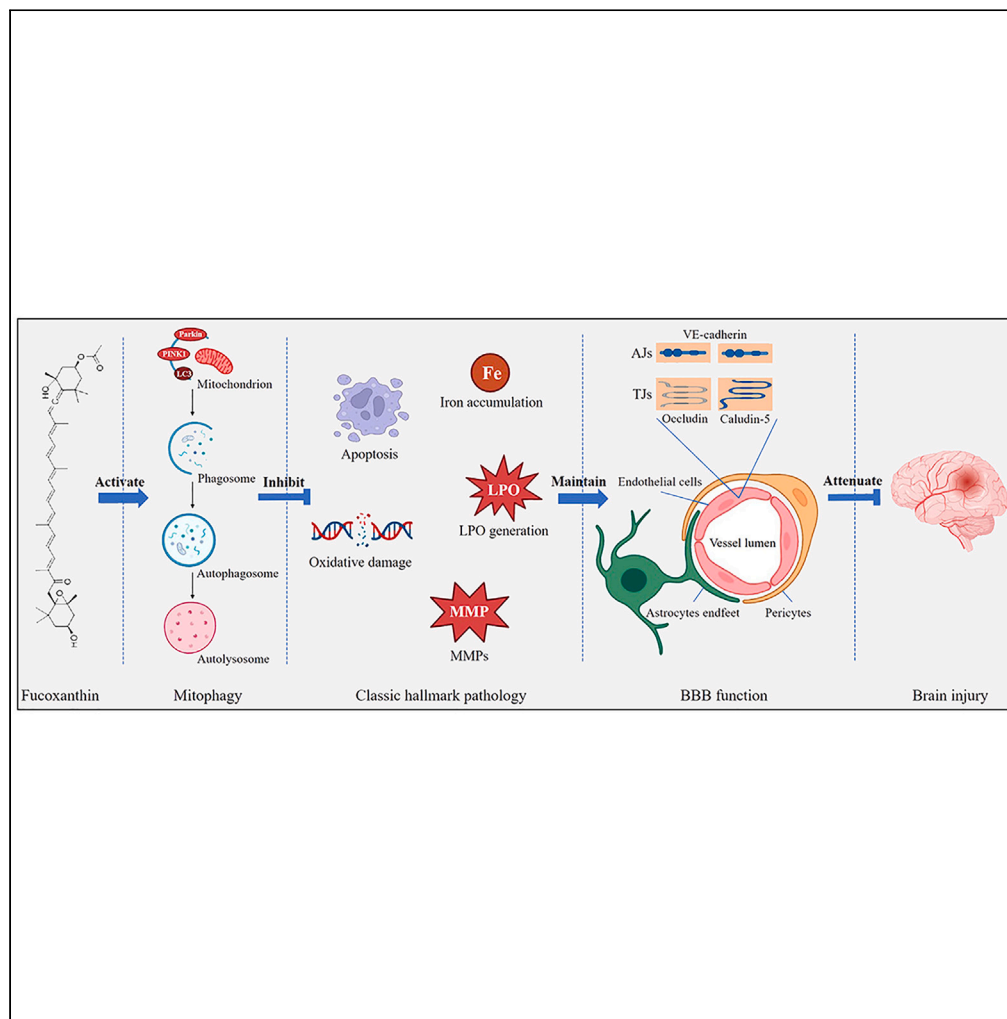 O
O
HO
C
O
O
HO
Fucoxanthin
Activate
Parkin
PINK1
LC3
Mitochondrion
Phagosome
Autophagosome
Autolysosome
Mitophagy
Inhibit
Apoptosis
Fe
Iron accumulation
LPO
LPO generation
Oxidative damage
MMP
MMPs
Classic hallmark pathology
Maintain
VE-cadherin
AJs
TJs
Occludin
Caludin-5
Endothelial cells
Vessel lumen
Astrocytes endfeet
Pericytes
BBB function
Attenuate
Brain injury